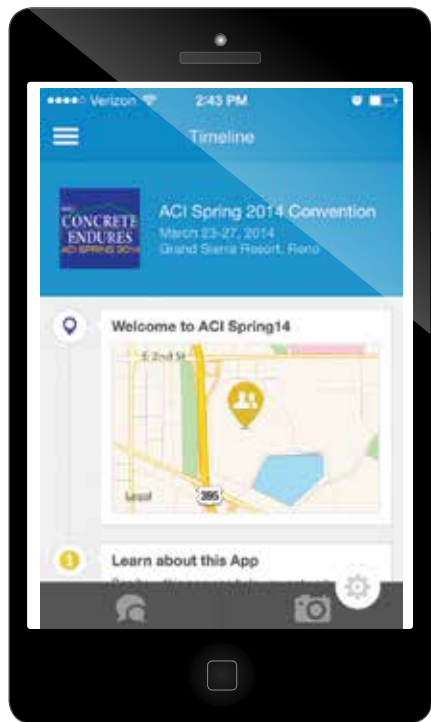 Verizon
2:43 PM
Timeline
CONCRETE
ENDURES
ACI SPRING 2014
ACI Spring 2014 Convention
March 23-27, 2014
Grand Sierra Resort, Reno
Welcome to ACI Spring14
E 2nd St
Legal
395
Learn about this App